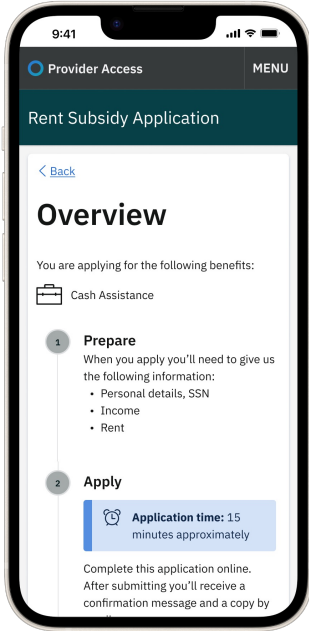 9:41
Provider Access
MENU
Rent Subsidy Application
< Back
Overview
You are applying for the following benefits:
Cash Assistance
1
Prepare
When you apply you’ll need to give us
the following information:
• Personal details, SSN
• Income
• Rent
2
Apply
Application time: 15
minutes approximately
Complete this application online.
After submitting you’ll receive a
confirmation message and a copy by